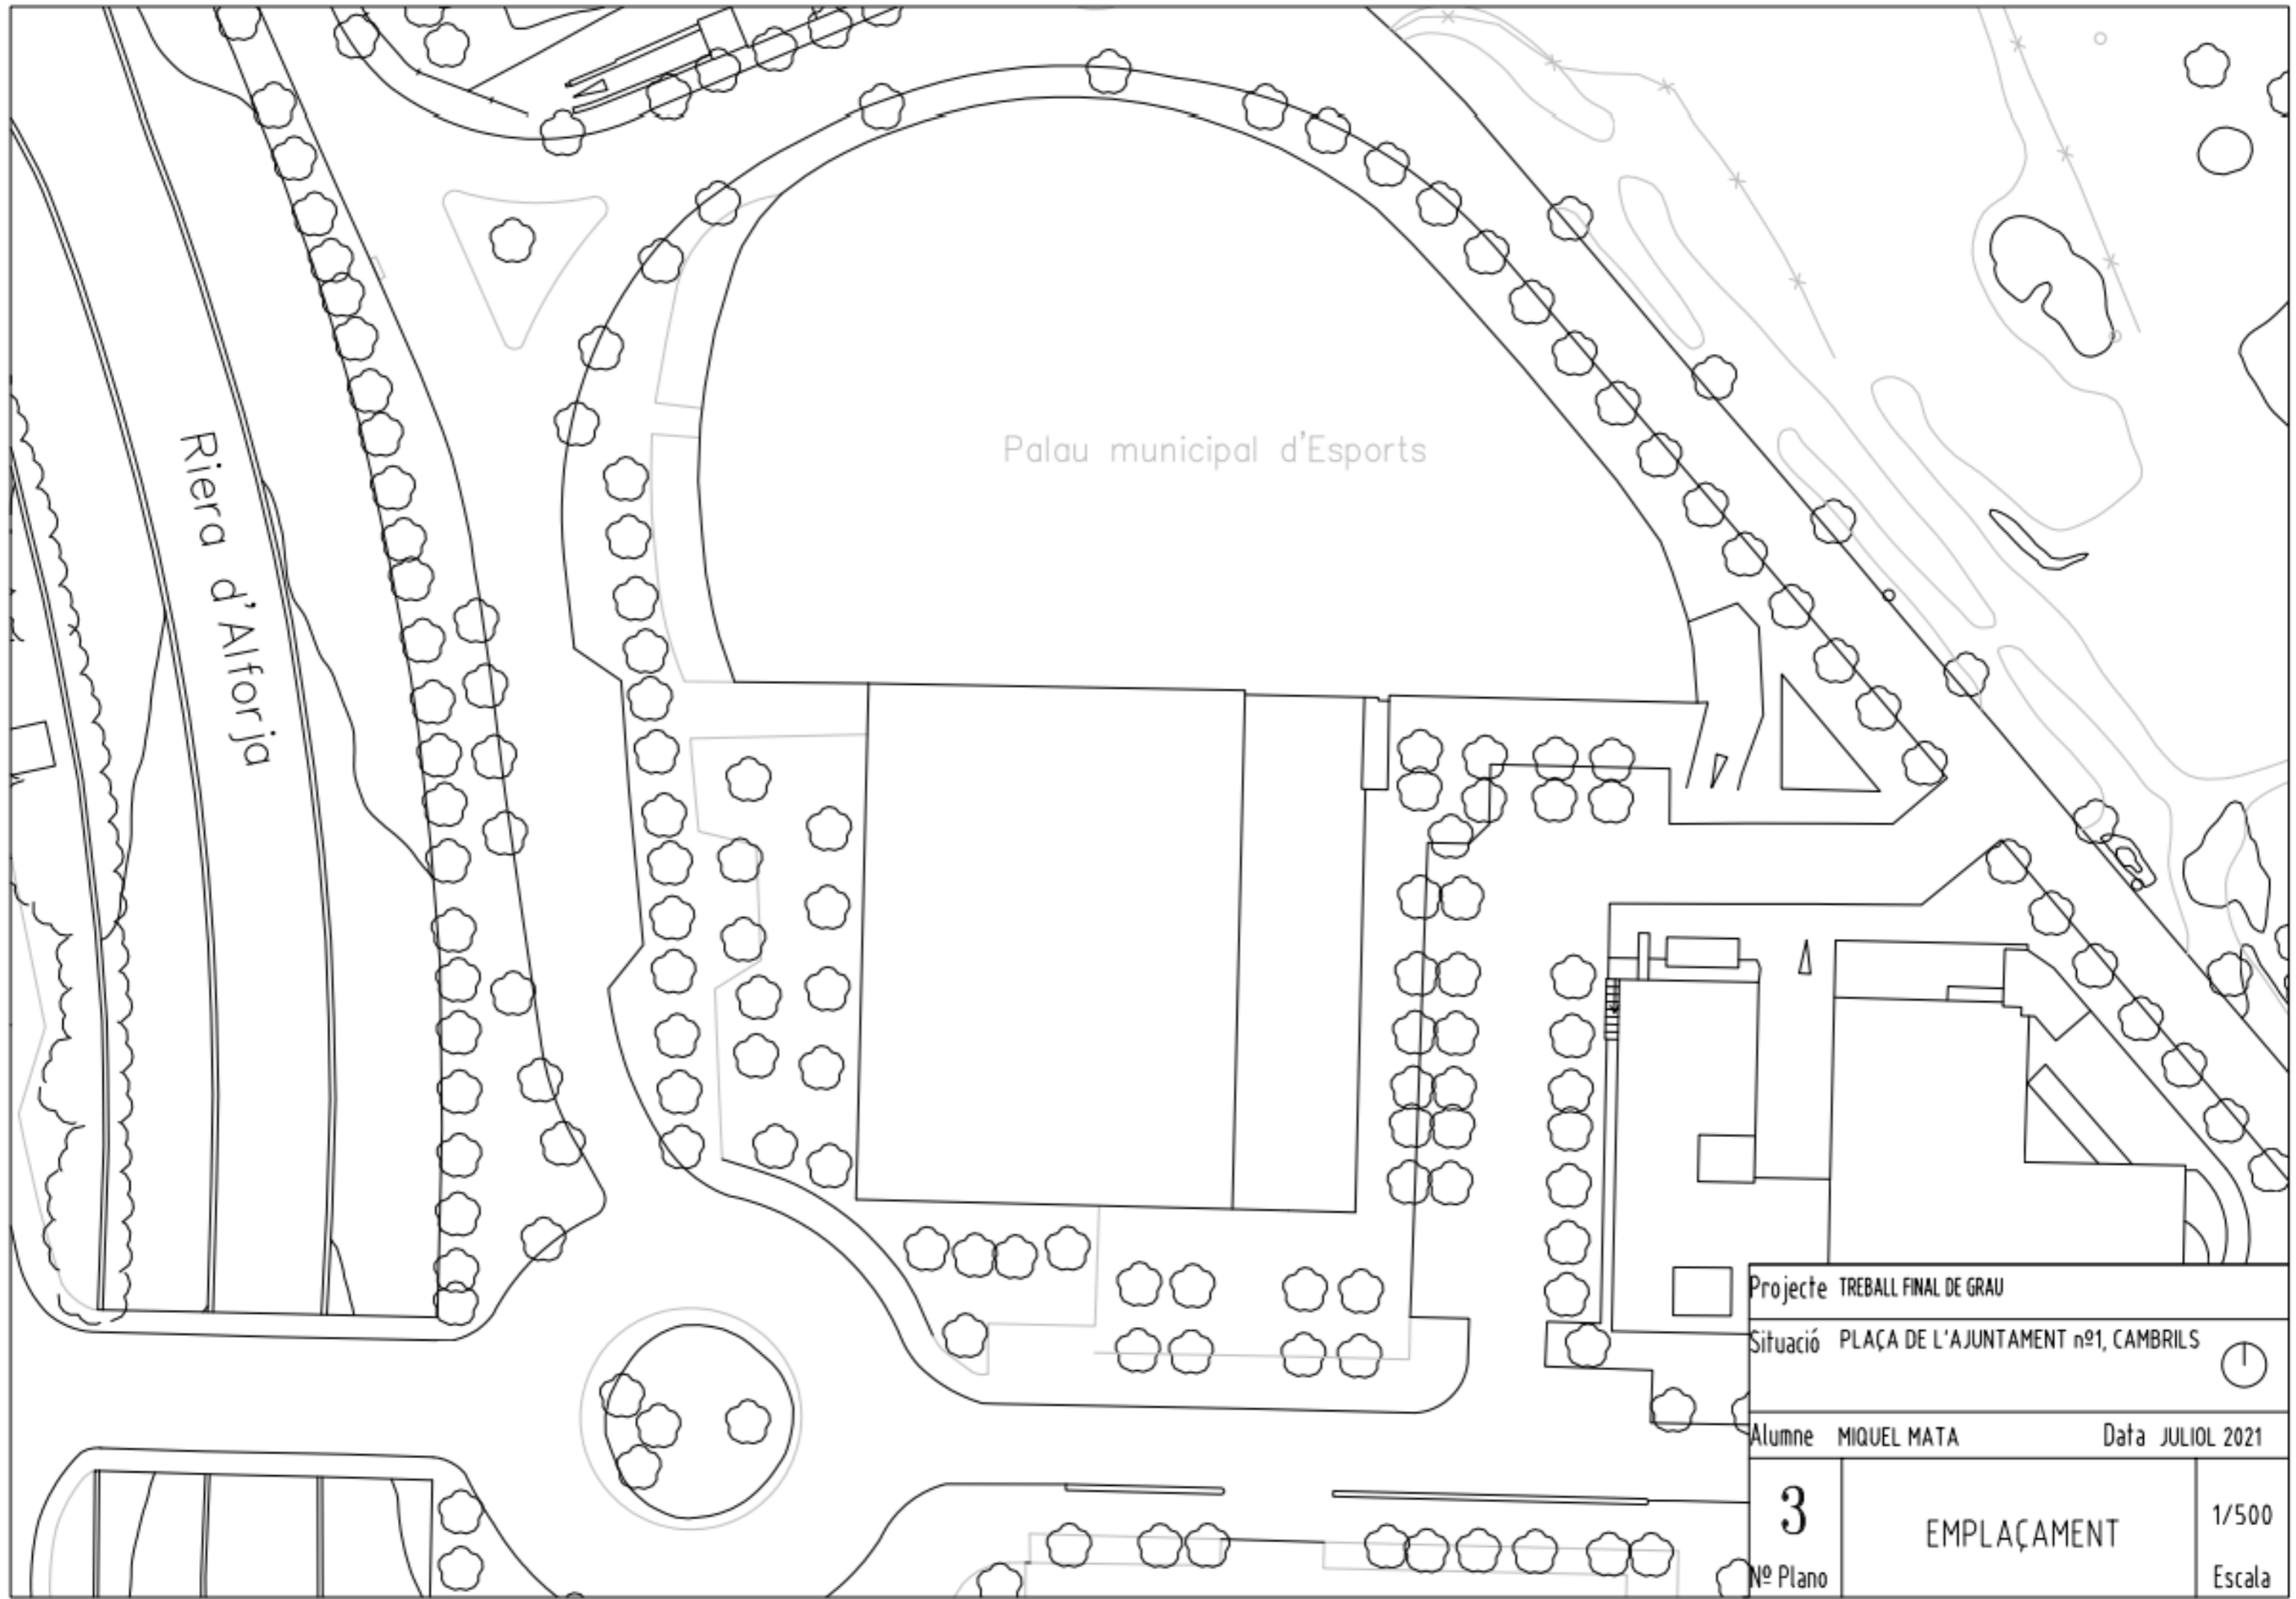 Palau municipal d'Esports
Riera d'Alforja
Projecte TREBALL FINAL DE GRAU
Situació PLAÇA DE L'AJUNTAMENT nº1, CAMBRILS
Alumne MIQUEL MATA Data JULIOL 2021
3
Nº Plano
EMPLAÇAMENT
1/500
Escala